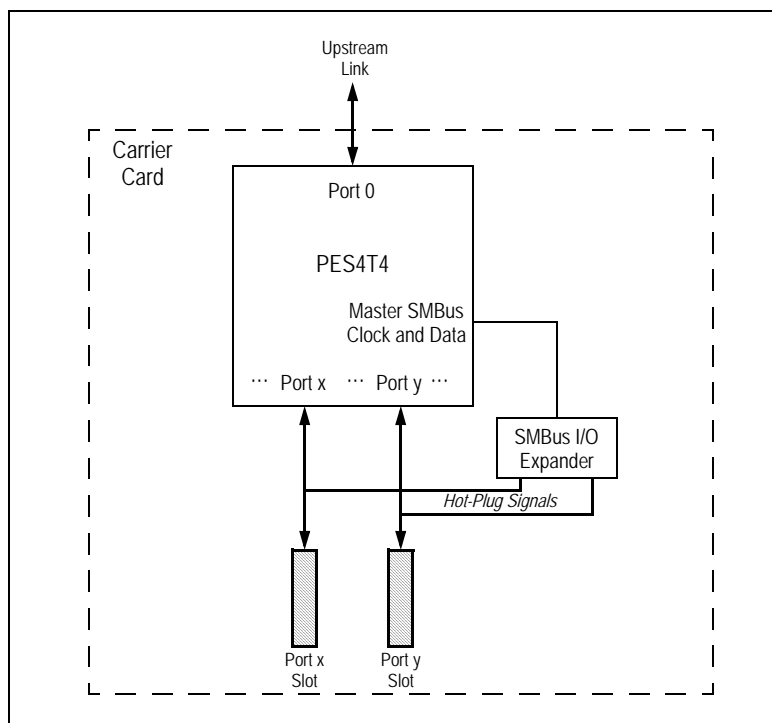 Upstream
Link
Carrier
Card
Port 0
PES4T4
Master SMBus
Clock and Data
··· Port x ··· Port y ···
SMBus I/O
Expander
Hot-Plug Signals
Port x
Slot
Port y
Slot